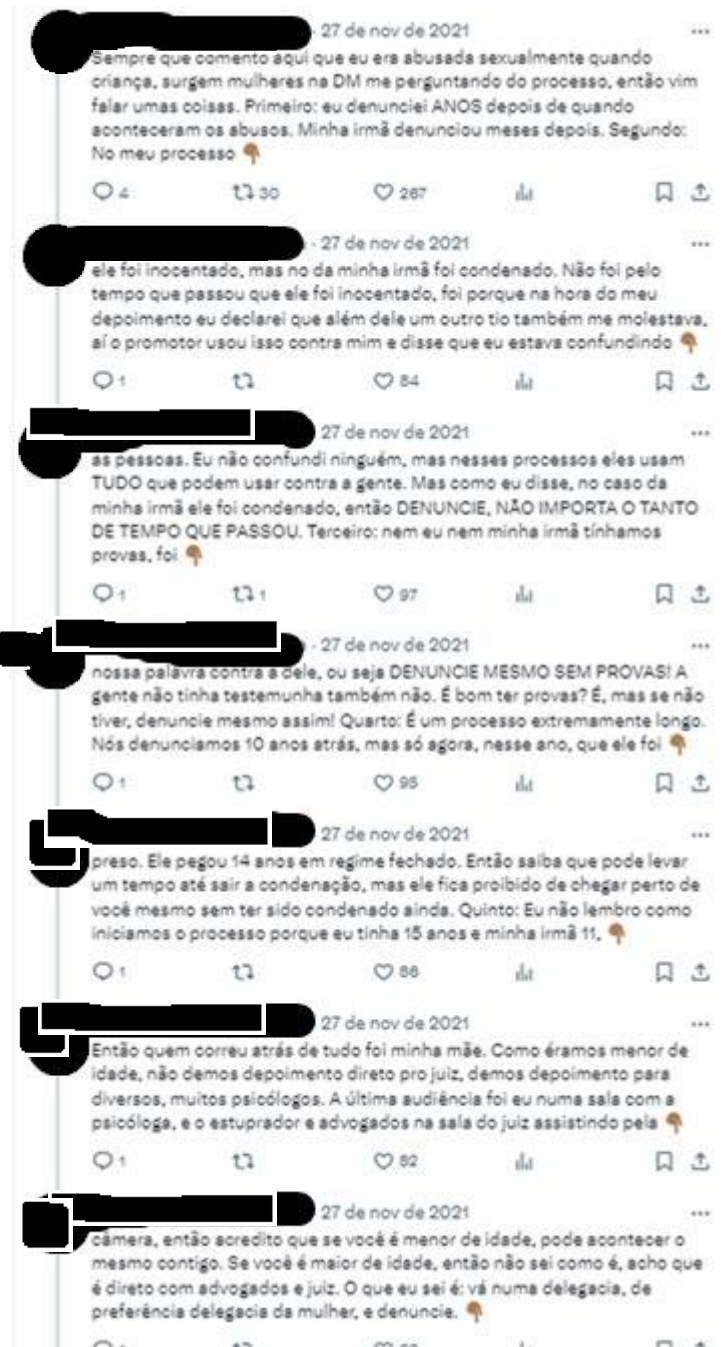 27 de nov de 2021
Sempre que comento aqui que eu era abusada sexualmente quando
criança, surgem mulheres na DM me perguntando do processo, então vim
falar umas coisas. Primeiro: eu denunciei ANOS depois de quando
aconteceram os abusos. Minha irmã denunciou meses depois. Segundo:
No meu processo 👇🏽
4 30 267
· 27 de nov de 2021
ele foi inocentado, mas no da minha irmã foi condenado. Não foi pelo
tempo que passou que ele foi inocentado, foi porque na hora do meu
depoimento eu declarei que além dele um outro tio também me molestava,
aí o promotor usou isso contra mim e disse que eu estava confundindo 👇🏽
1 84
27 de nov de 2021
as pessoas. Eu não confundi ninguém, mas nesses processos eles usam
TUDO que podem usar contra a gente. Mas como eu disse, no caso da
minha irmã ele foi condenado, então DENUNCIE, NÃO IMPORTA O TANTO
DE TEMPO QUE PASSOU. Terceiro: nem eu nem minha irmã tínhamos
provas, foi 👇🏽
1 1 97
· 27 de nov de 2021
nossa palavra contra a dele, ou seja DENUNCIE MESMO SEM PROVAS! A
gente não tinha testemunha também não. É bom ter provas? É, mas se não
tiver, denuncie mesmo assim! Quarto: É um processo extremamente longo.
Nós denunciamos 10 anos atrás, mas só agora, nesse ano, que ele foi 👇🏽
1 95
27 de nov de 2021
preso. Ele pegou 14 anos em regime fechado. Então saiba que pode levar
um tempo até sair a condenação, mas ele fica proibido de chegar perto de
você mesmo sem ter sido condenado ainda. Quinto: Eu não lembro como
iniciamos o processo porque eu tinha 15 anos e minha irmã 11, 👇🏽
1 86
27 de nov de 2021
Então quem correu atrás de tudo foi minha mãe. Como éramos menor de
idade, não demos depoimento direto pro juiz, demos depoimento para
diversos, muitos psicólogos. A última audiência foi eu numa sala com a
psicóloga, e o estuprador e advogados na sala do juiz assistindo pela 👇🏽
1 82
27 de nov de 2021
câmera, então acredito que se você é menor de idade, pode acontecer o
mesmo contigo. Se você é maior de idade, então não sei como é, acho que
é direto com advogados e juiz. O que eu sei é: vá numa delegacia, de
preferência delegacia da mulher, e denuncie. 👇🏽